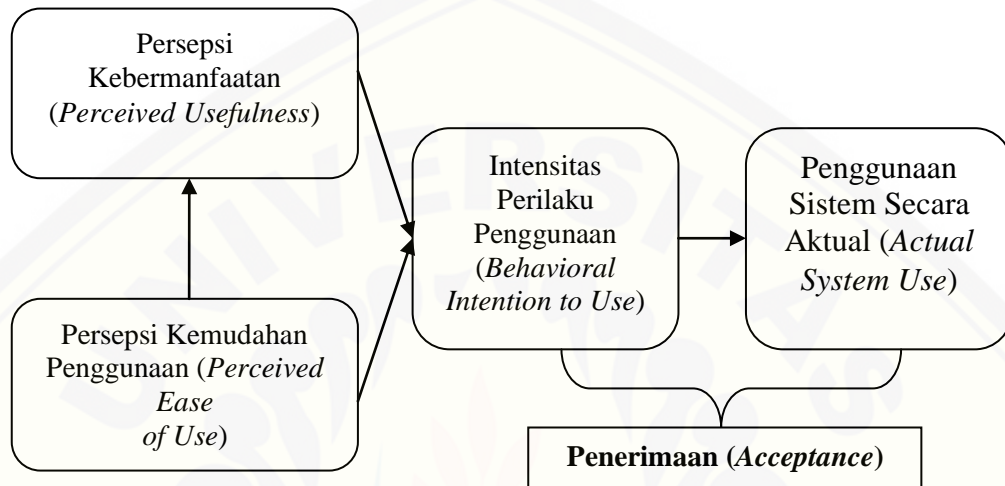 Persepsi
Kebermanfaatan
(Perceived Usefulness)
Persepsi Kemudahan
Penggunaan (Perceived
Ease
of Use)
Intensitas
Perilaku
Penggunaan
(Behavioral
Intention to Use)
Penggunaan
Sistem Secara
Aktual (Actual
System Use)
Penerimaan (Acceptance)
UNIVERSITAS